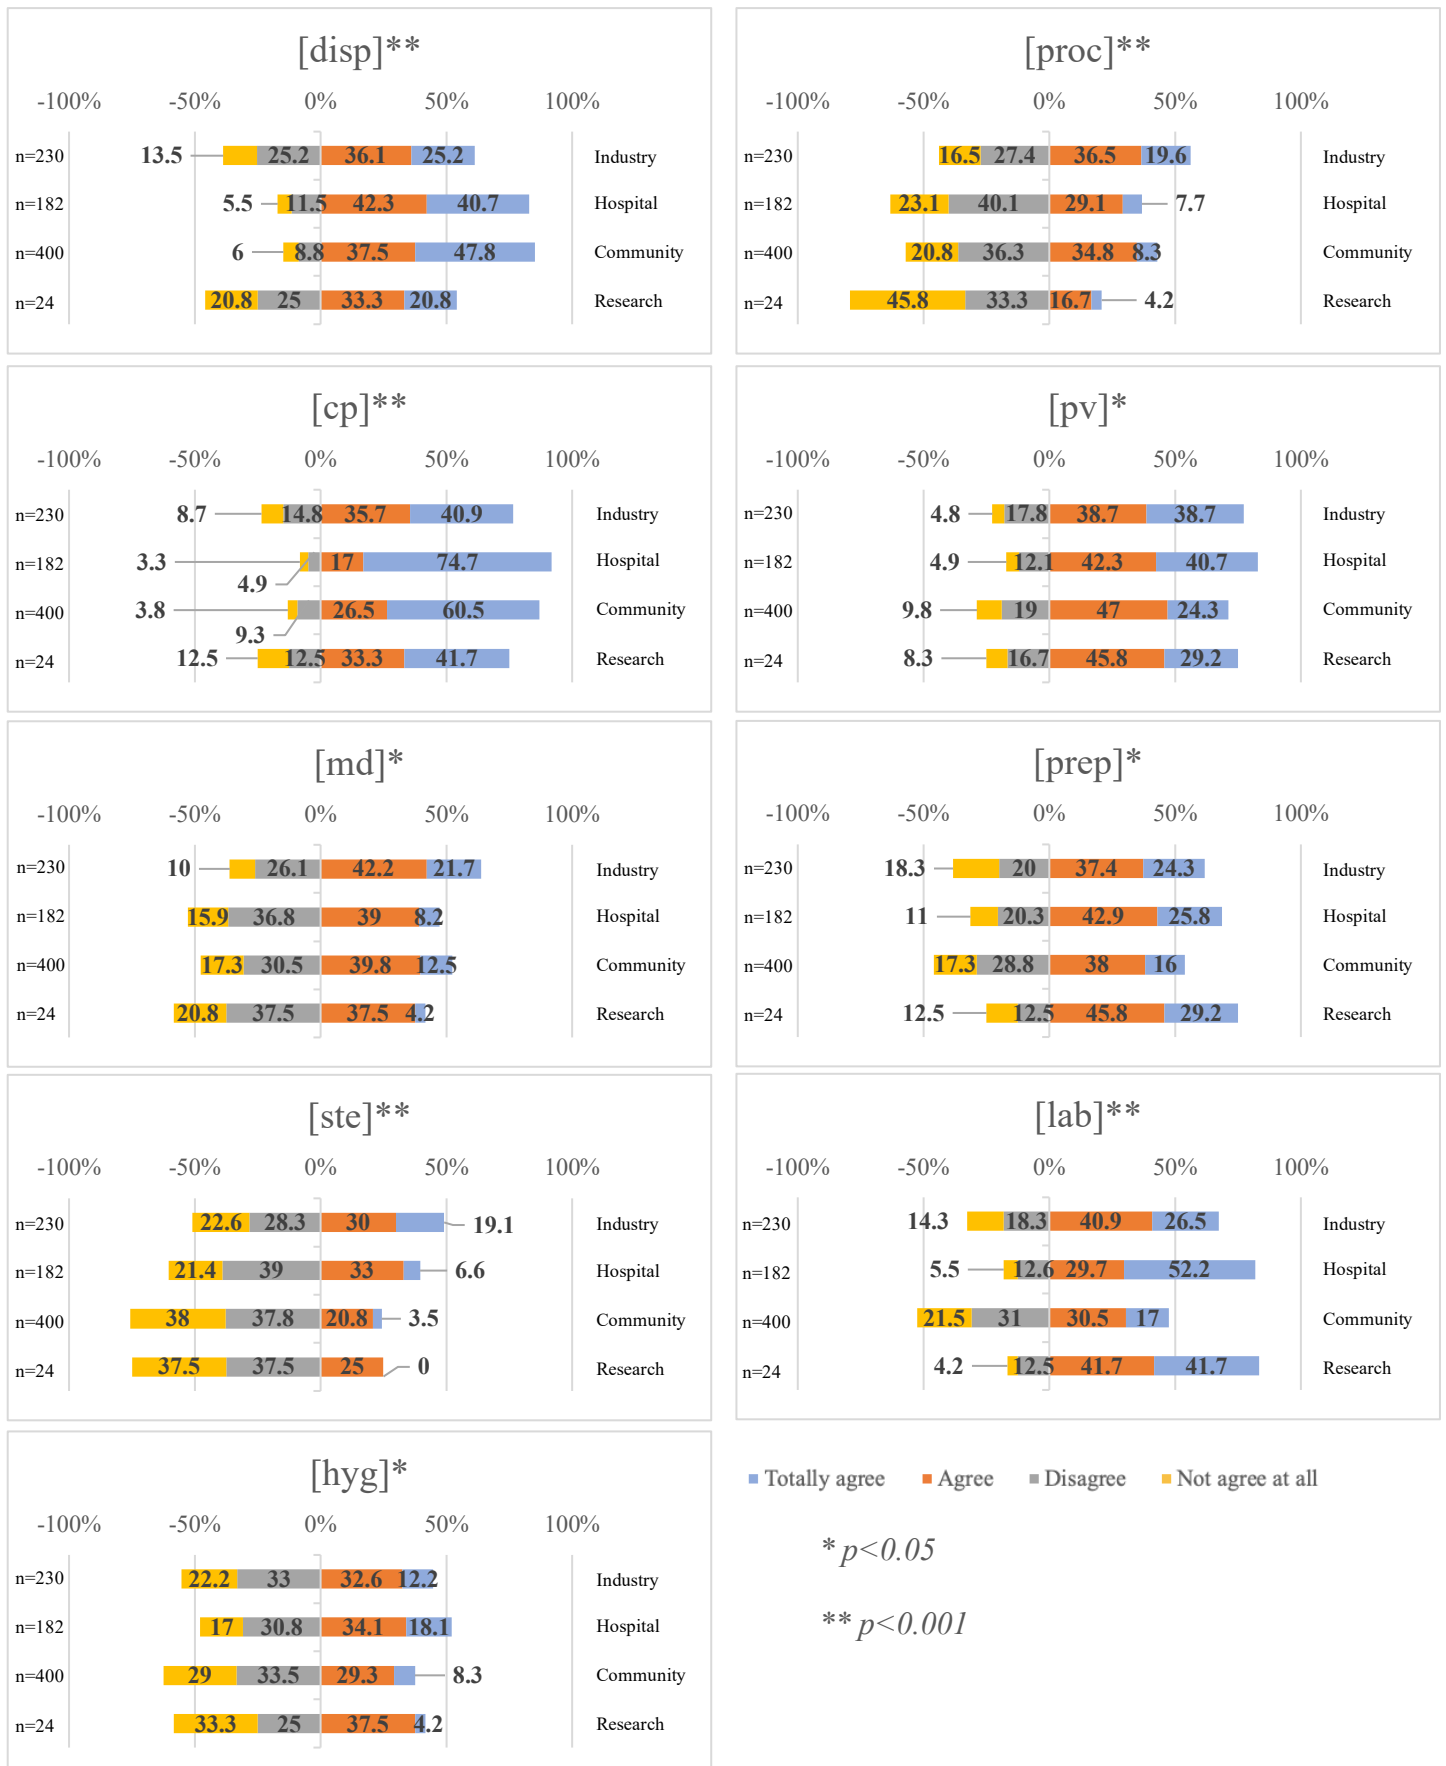 [disp]**
-100% -50% 0% 50% 100%
n=230 13.5 25.2 36.1 25.2 Industry
n=182 5.5 11.5 42.3 40.7 Hospital
n=400 6 8.8 37.5 47.8 Community
n=24 20.8 25 33.3 20.8 Research
[proc]**
-100% -50% 0% 50% 100%
n=230 16.5 27.4 36.5 19.6 Industry
n=182 23.1 40.1 29.1 7.7 Hospital
n=400 20.8 36.3 34.8 8.3 Community
n=24 45.8 33.3 16.7 4.2 Research
[cp]**
-100% -50% 0% 50% 100%
n=230 8.7 14.8 35.7 40.9 Industry
n=182 3.3 4.9 17 74.7 Hospital
n=400 3.8 9.3 26.5 60.5 Community
n=24 12.5 12.5 33.3 41.7 Research
[pv]*
-100% -50% 0% 50% 100%
n=230 4.8 17.8 38.7 38.7 Industry
n=182 4.9 12.1 42.3 40.7 Hospital
n=400 9.8 19 47 24.3 Community
n=24 8.3 16.7 45.8 29.2 Research
[md]*
-100% -50% 0% 50% 100%
n=230 10 26.1 42.2 21.7 Industry
n=182 15.9 36.8 39 8.2 Hospital
n=400 17.3 30.5 39.8 12.5 Community
n=24 20.8 37.5 37.5 4.2 Research
[prep]*
-100% -50% 0% 50% 100%
n=230 18.3 20 37.4 24.3 Industry
n=182 11 20.3 42.9 25.8 Hospital
n=400 17.3 28.8 38 16 Community
n=24 12.5 12.5 45.8 29.2 Research
[ste]**
-100% -50% 0% 50% 100%
n=230 22.6 28.3 30 19.1 Industry
n=182 21.4 39 33 6.6 Hospital
n=400 38 37.8 20.8 3.5 Community
n=24 37.5 37.5 25 0 Research
[lab]**
-100% -50% 0% 50% 100%
n=230 14.3 18.3 40.9 26.5 Industry
n=182 5.5 12.6 29.7 52.2 Hospital
n=400 21.5 31 30.5 17 Community
n=24 4.2 12.5 41.7 41.7 Research
[hyg]*
-100% -50% 0% 50% 100%
n=230 22.2 33 32.6 12.2 Industry
n=182 17 30.8 34.1 18.1 Hospital
n=400 29 33.5 29.3 8.3 Community
n=24 33.3 25 37.5 4.2 Research
Totally agree Agree Disagree Not agree at all
* p<0.05
** p<0.001